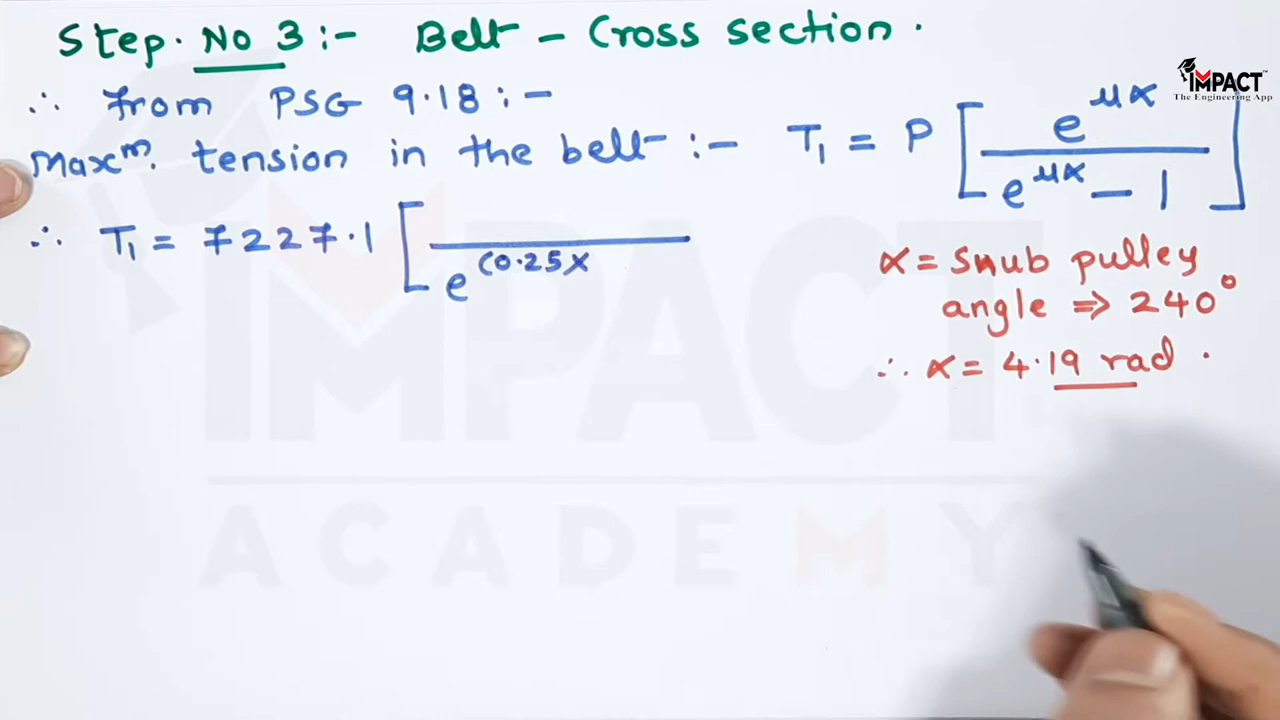 Step. No 3 :- Belt - Cross section.
IMPACT
The Engineering App
∴ from PSG 9.18 :-
Maxᵐ. tension in the belt :- T₁ = P [ e^μα / e^μα - 1 ]
∴ T₁ = 7227.1 [ / e^(0.25×
α = Snub pulley
angle ⇒ 240°
∴ α = 4.19 rad.
IMPACT
ACADEMY